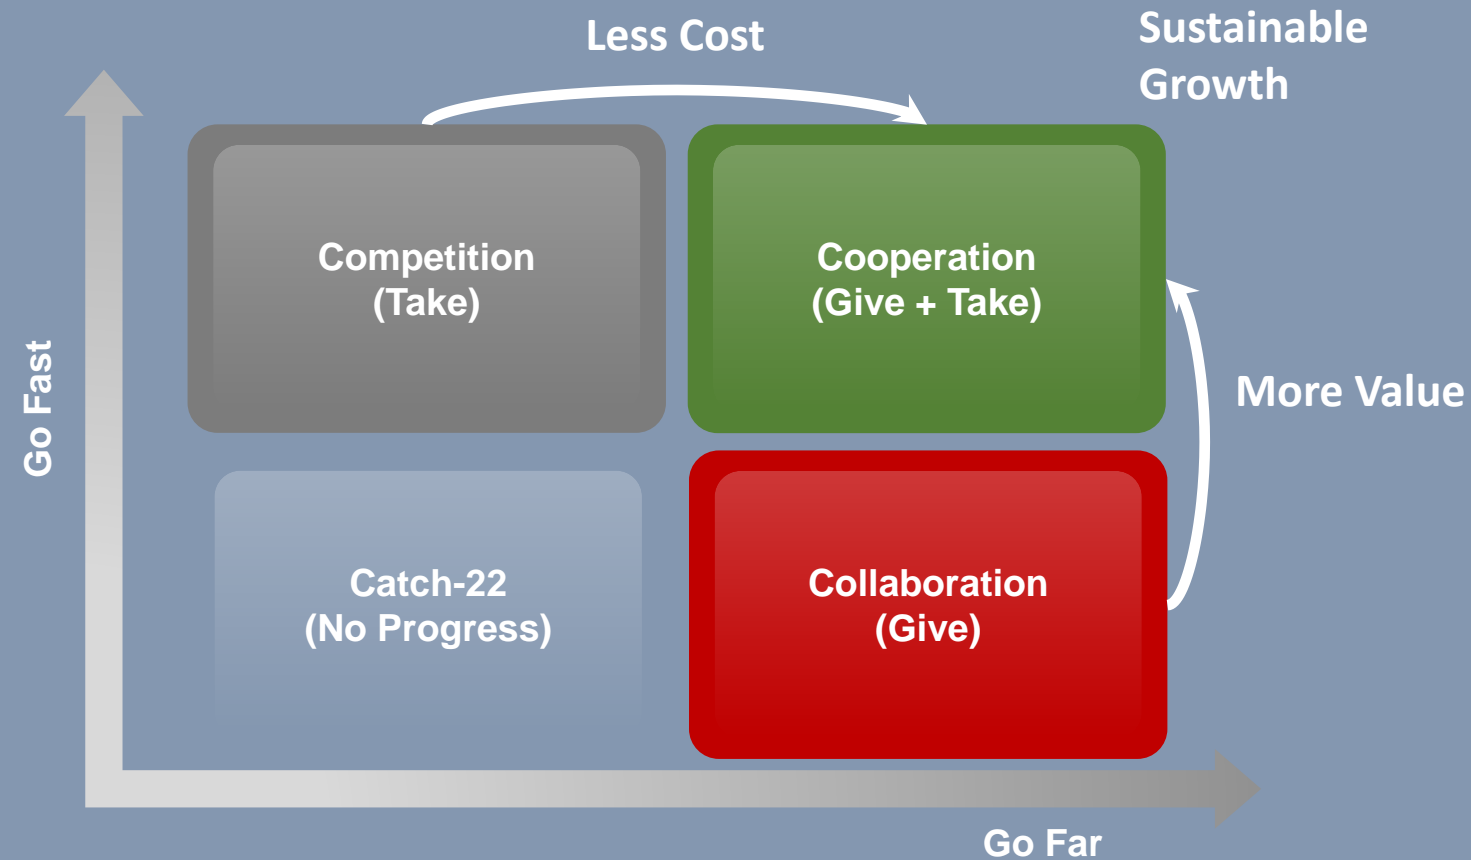 Less Cost
Sustainable
Growth
Competition
(Take)
Cooperation
(Give + Take)
Go Fast
More Value
Catch-22
(No Progress)
Collaboration
(Give)
Go Far